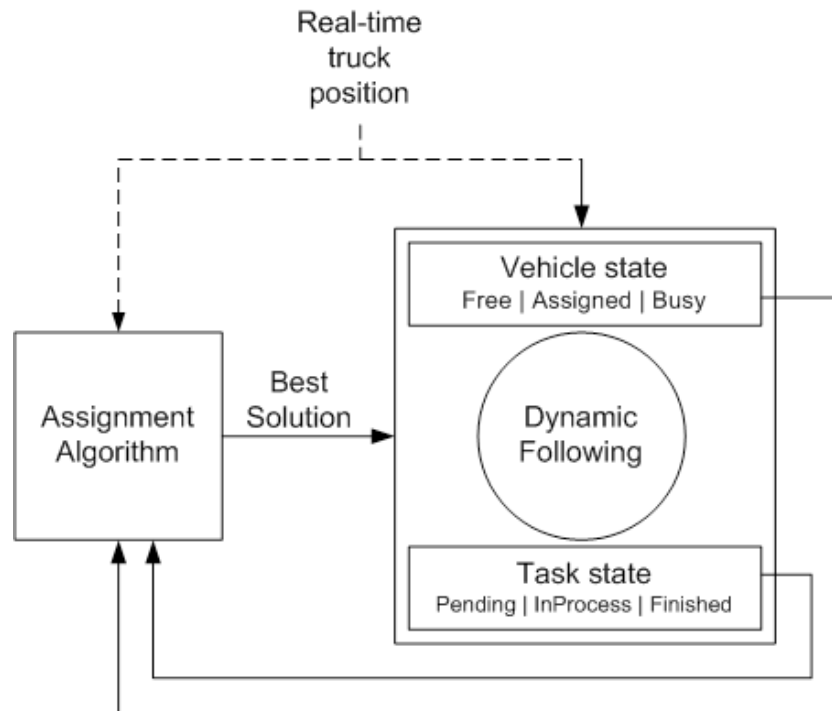 Real-time
truck
position
Vehicle state
Free | Assigned | Busy
Assignment
Algorithm
Best
Solution
Dynamic
Following
Task state
Pending | InProcess | Finished